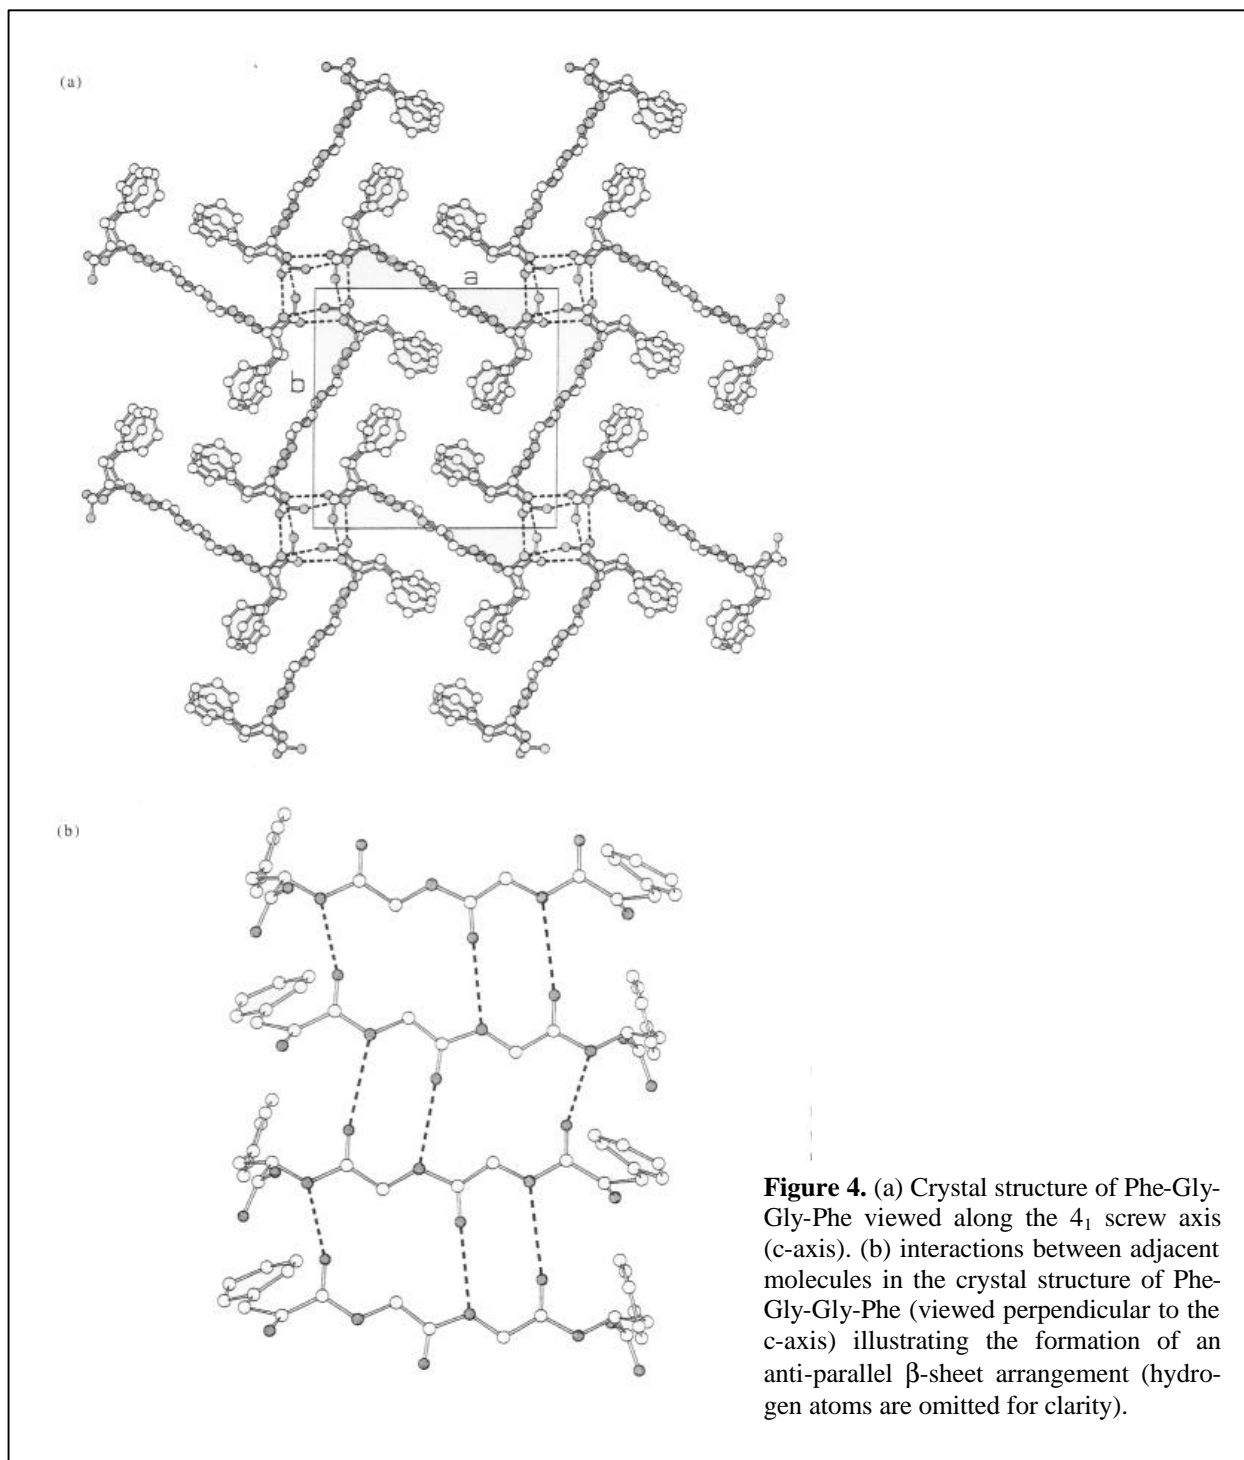 (a)
a
b
(b)
Figure 4. (a) Crystal structure of Phe-Gly-
Gly-Phe viewed along the 4₁ screw axis
(c-axis). (b) interactions between adjacent
molecules in the crystal structure of Phe-
Gly-Gly-Phe (viewed perpendicular to the
c-axis) illustrating the formation of an
anti-parallel β-sheet arrangement (hydro-
gen atoms are omitted for clarity).